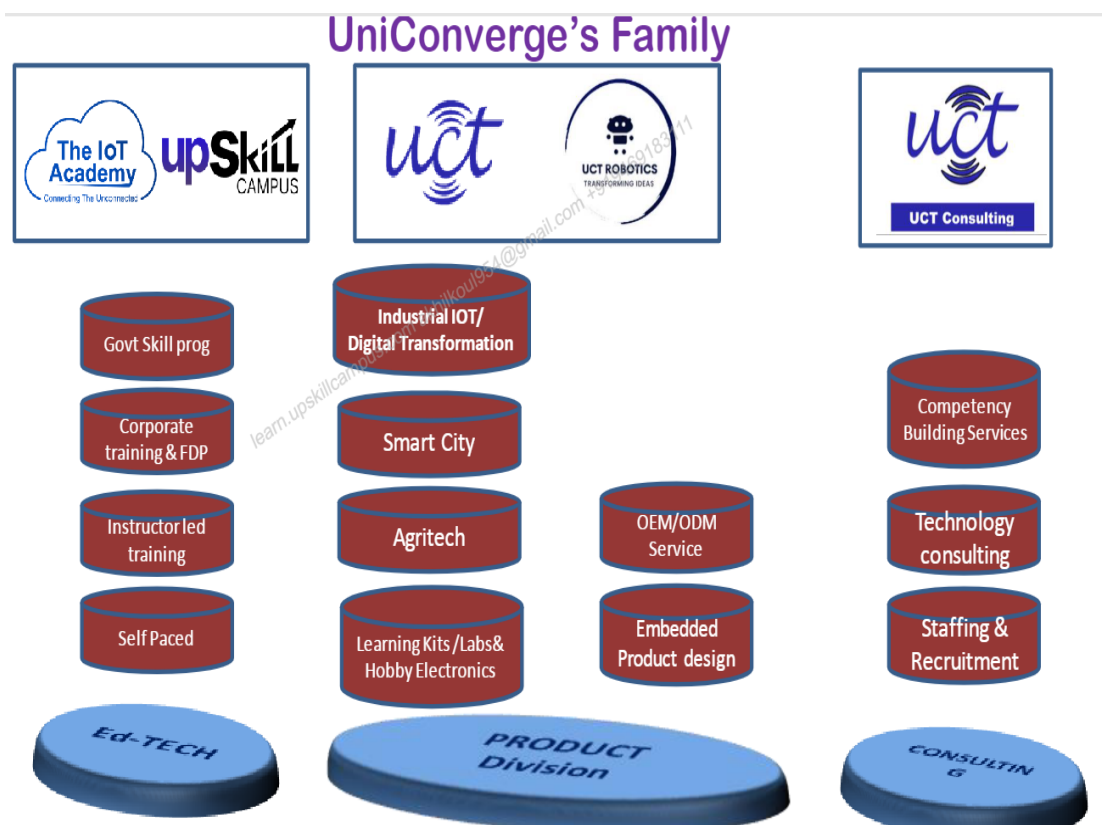 UniConverge's Family
The IoT
Academy
Connecting The Unconnected
upSkill
CAMPUS
uct
UCT ROBOTICS
TRANSFORMING IDEAS
uct
UCT Consulting
Govt Skill prog
Corporate
training & FDP
Instructor led
training
Self Paced
Industrial IOT/
Digital Transformation
Smart City
Agritech
Learning Kits /Labs&
Hobby Electronics
OEM/ODM
Service
Embedded
Product design
Competency
Building Services
Technology
consulting
Staffing &
Recruitment
Ed-TECH
PRODUCT
Division
CONSULTIN
G